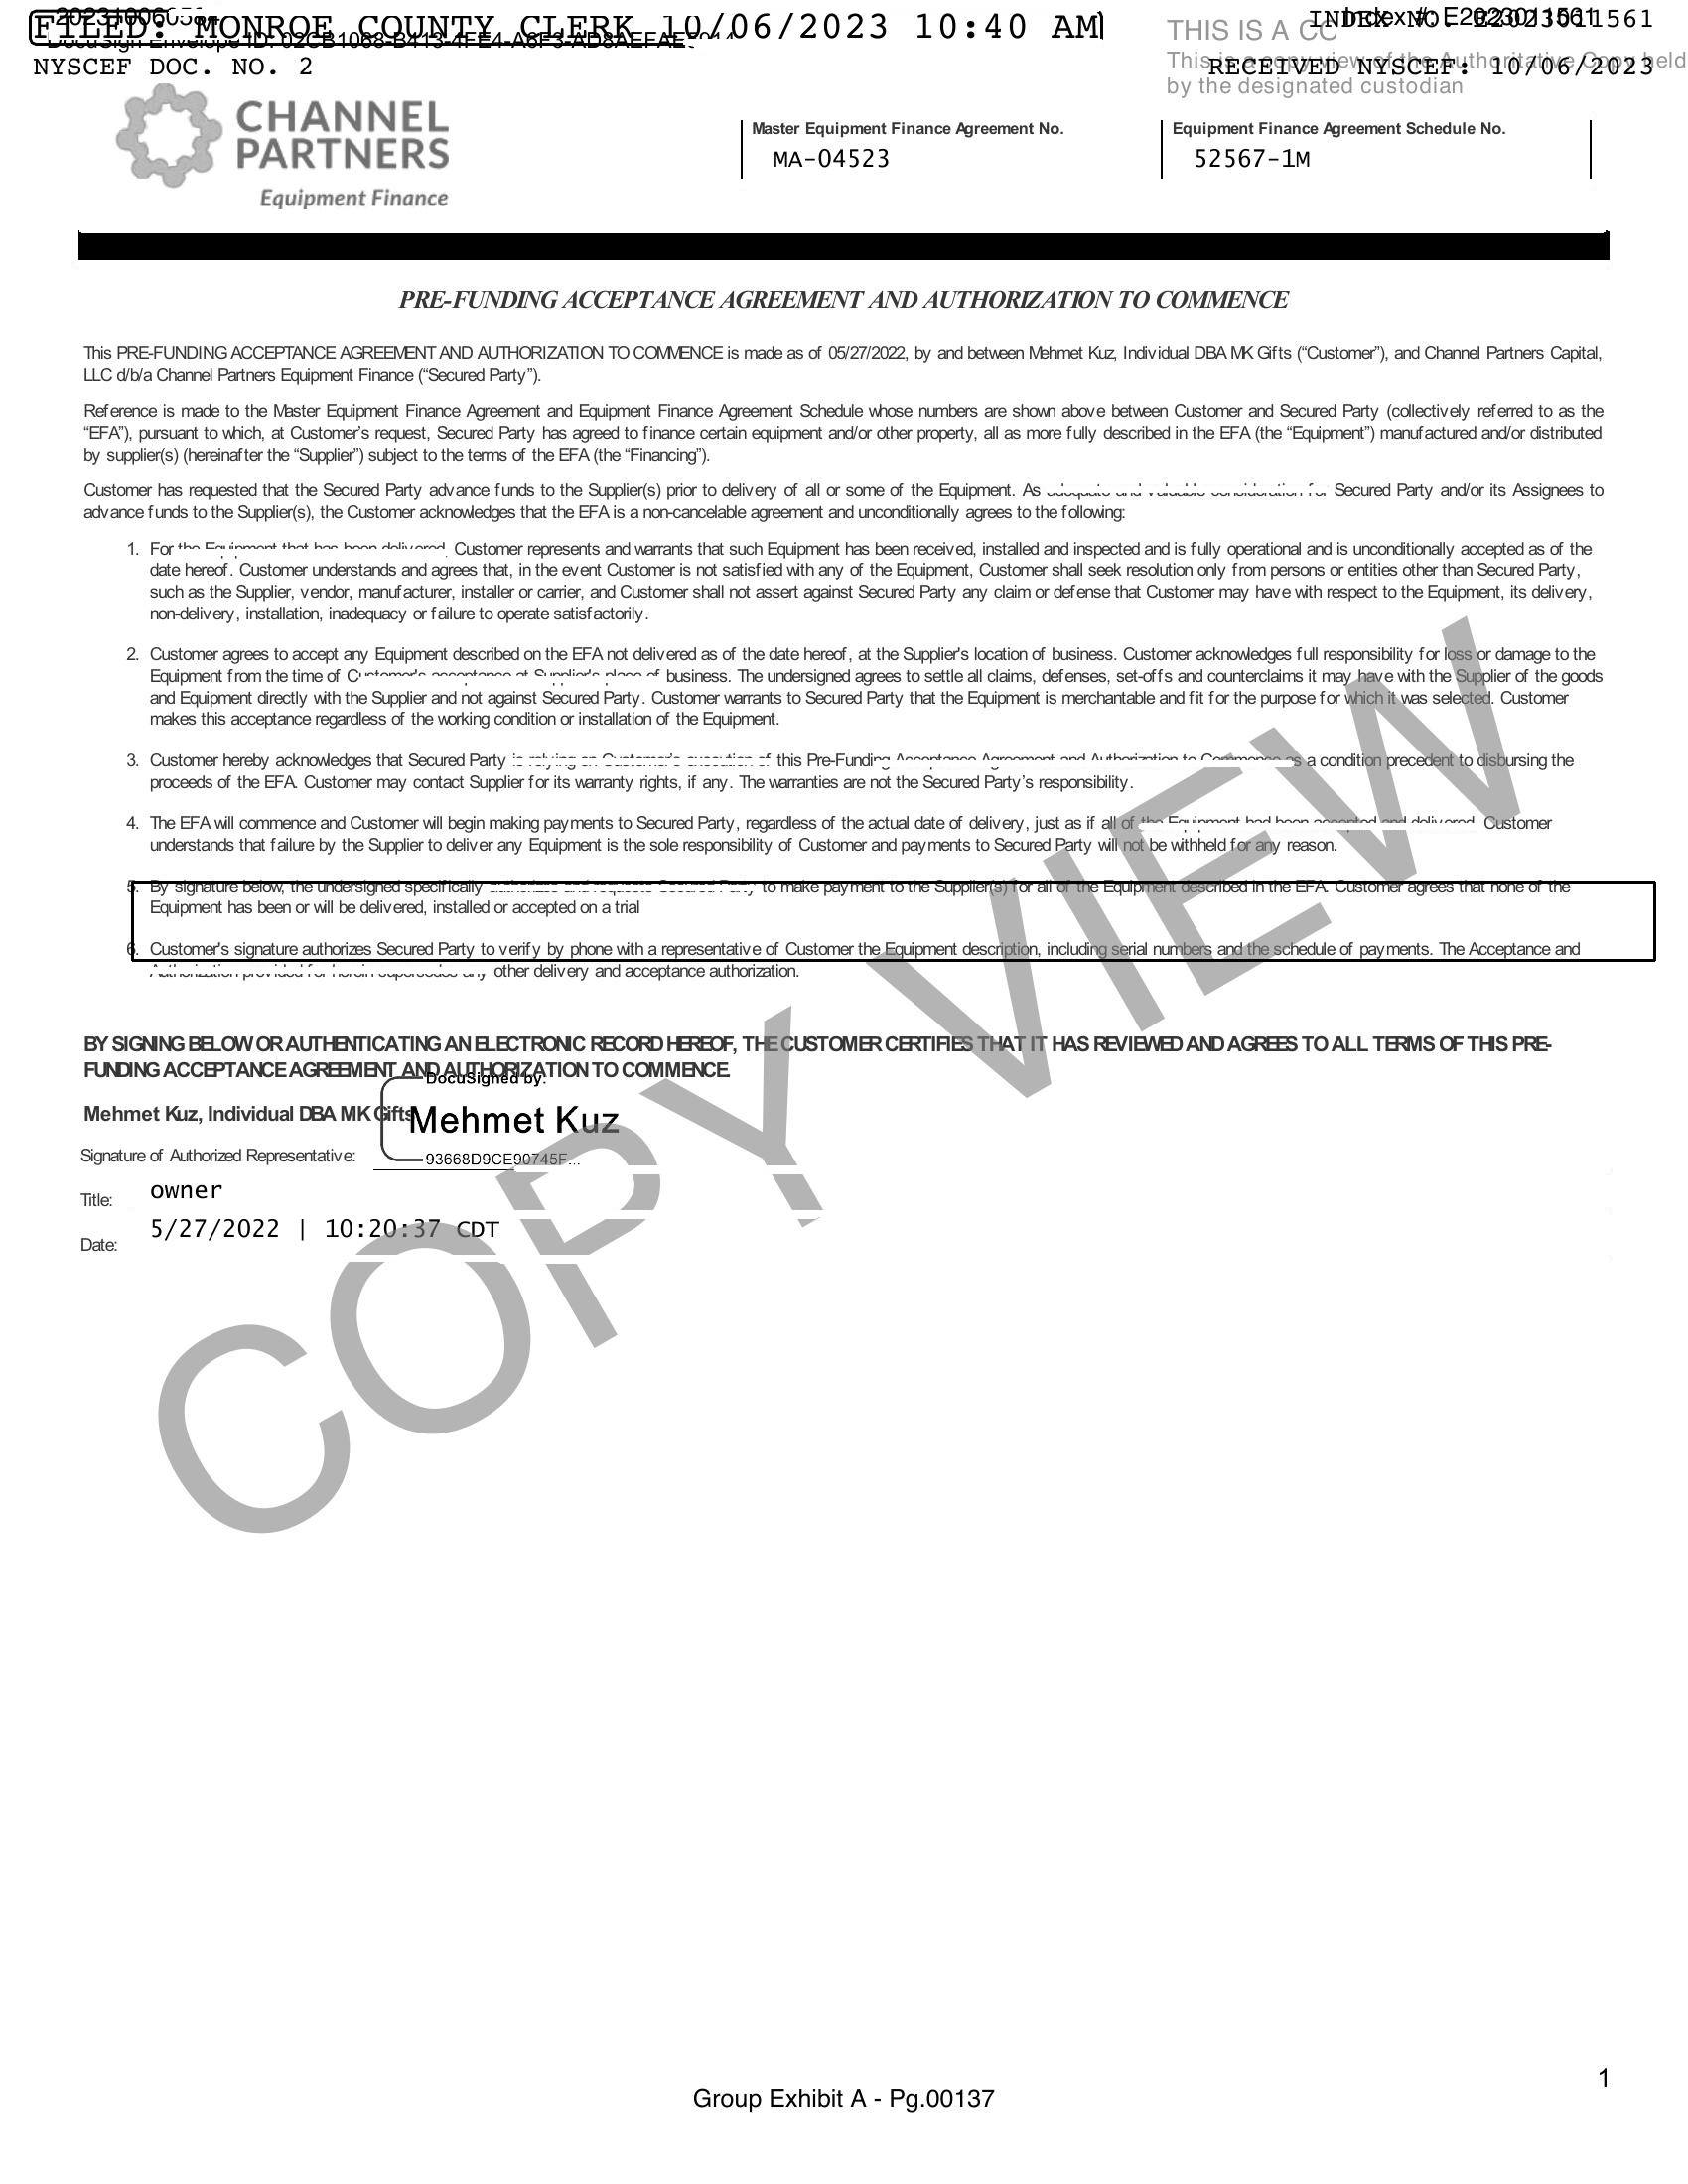 FILED: MONROE COUNTY CLERK 10/06/2023 10:40 AM
INDEX NO. E2023011561
NYSCEF DOC. NO. 2
RECEIVED NYSCEF: 10/06/2023
THIS IS A
This is a copy view of the Authoritative Copy held
by the designated custodian
CHANNEL
PARTNERS
Equipment Finance
Master Equipment Finance Agreement No.
MA-04523
Equipment Finance Agreement Schedule No.
52567-1M
PRE-FUNDING ACCEPTANCE AGREEMENT AND AUTHORIZATION TO COMMENCE
This PRE-FUNDING ACCEPTANCE AGREEMENT AND AUTHORIZATION TO COMMENCE is made as of 05/27/2022, by and between Mehmet Kuz, Individual DBA MK Gifts (“Customer”), and Channel Partners Capital,
LLC d/b/a Channel Partners Equipment Finance (“Secured Party”).
Reference is made to the Master Equipment Finance Agreement and Equipment Finance Agreement Schedule whose numbers are shown above between Customer and Secured Party (collectively referred to as the
“EFA”), pursuant to which, at Customer’s request, Secured Party has agreed to finance certain equipment and/or other property, all as more fully described in the EFA (the “Equipment”) manufactured and/or distributed
by supplier(s) (hereinafter the “Supplier”) subject to the terms of the EFA (the “Financing”).
Customer has requested that the Secured Party advance funds to the Supplier(s) prior to delivery of all or some of the Equipment. As Secured Party and/or its Assignees to
advance funds to the Supplier(s), the Customer acknowledges that the EFA is a non-cancelable agreement and unconditionally agrees to the following:
1. For the Equipment that has been delivered, Customer represents and warrants that such Equipment has been received, installed and inspected and is fully operational and is unconditionally accepted as of the
date hereof. Customer understands and agrees that, in the event Customer is not satisfied with any of the Equipment, Customer shall seek resolution only from persons or entities other than Secured Party,
such as the Supplier, vendor, manufacturer, installer or carrier, and Customer shall not assert against Secured Party any claim or defense that Customer may have with respect to the Equipment, its delivery,
non-delivery, installation, inadequacy or failure to operate satisfactorily.
2. Customer agrees to accept any Equipment described on the EFA not delivered as of the date hereof, at the Supplier's location of business. Customer acknowledges full responsibility for loss or damage to the
Equipment from the time of Customer's acceptance at Supplier's place of business. The undersigned agrees to settle all claims, defenses, set-offs and counterclaims it may have with the Supplier of the goods
and Equipment directly with the Supplier and not against Secured Party. Customer warrants to Secured Party that the Equipment is merchantable and fit for the purpose for which it was selected. Customer
makes this acceptance regardless of the working condition or installation of the Equipment.
3. Customer hereby acknowledges that Secured Party is relying on Customer's execution of this Pre-Funding Acceptance Agreement and Authorization to Commence as a condition precedent to disbursing the
proceeds of the EFA. Customer may contact Supplier for its warranty rights, if any. The warranties are not the Secured Party’s responsibility.
4. The EFA will commence and Customer will begin making payments to Secured Party, regardless of the actual date of delivery, just as if all of the Equipment had been accepted and delivered. Customer
understands that failure by the Supplier to deliver any Equipment is the sole responsibility of Customer and payments to Secured Party will not be withheld for any reason.
5. By signature below, the undersigned specifically to make payment to the Supplier(s) for all of the Equipment described in the EFA. Customer agrees that none of the
Equipment has been or will be delivered, installed or accepted on a trial
6. Customer's signature authorizes Secured Party to verify by phone with a representative of Customer the Equipment description, including serial numbers and the schedule of payments. The Acceptance and
other delivery and acceptance authorization.
BY SIGNING BELOW OR AUTHENTICATING AN ELECTRONIC RECORD HEREOF, THE CUSTOMER CERTIFIES THAT IT HAS REVIEWED AND AGREES TO ALL TERMS OF THIS PRE-
FUNDING ACCEPTANCE AGREEMENT AND AUTHORIZATION TO COMMENCE.
DocuSigned by:
Mehmet Kuz, Individual DBA MK Gifts
Mehmet Kuz
Signature of Authorized Representative:
93668D9CE90745F...
Title: owner
Date: 5/27/2022 | 10:20:37 CDT
COPY VIEW
1
Group Exhibit A - Pg.00137